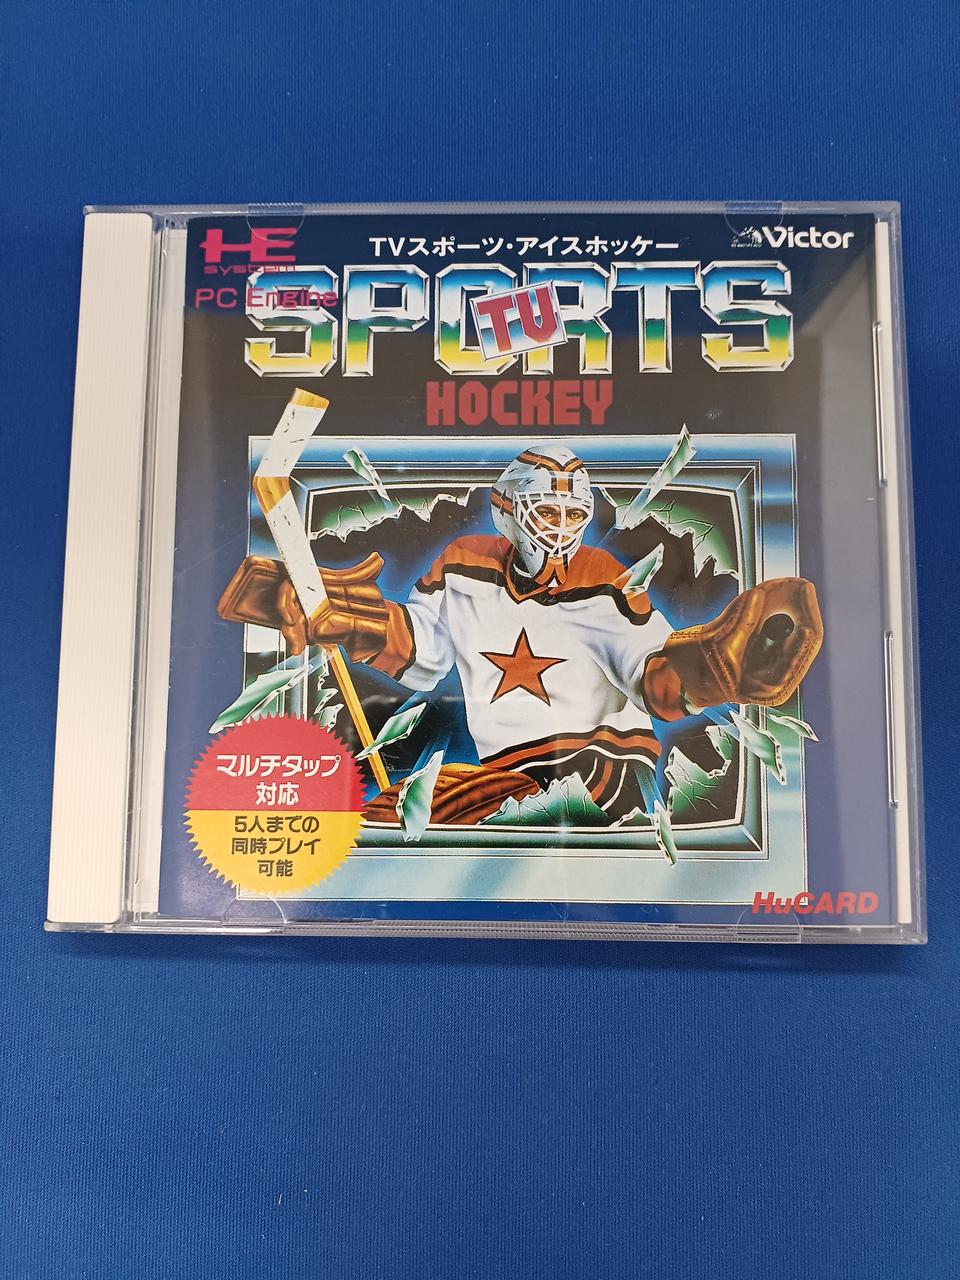 HE
system
PC Engine
TVスポーツ・アイスホッケー
Victor
SPORTS
TV
HOCKEY
マルチタップ
対応
5人までの
同時プレイ
可能
HuCARD